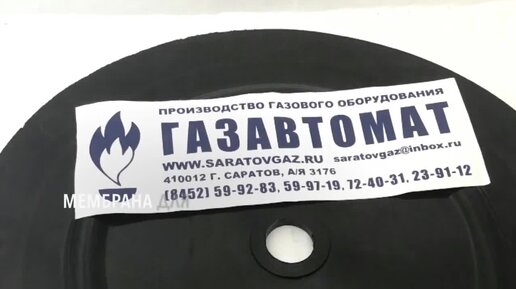 ПРОИЗВОДСТВО ГАЗОВОГО ОБОРУДОВАНИЯ
ГАЗАВТОМАТ
WWW.SARATOVGAZ.RU saratovgaz@inbox.ru
410012 Г. САРАТОВ, А/Я 3176
(8452) 59-92-83, 59-97-19, 72-40-31, 23-91-12
МЕМБРАНА ДЛЯ